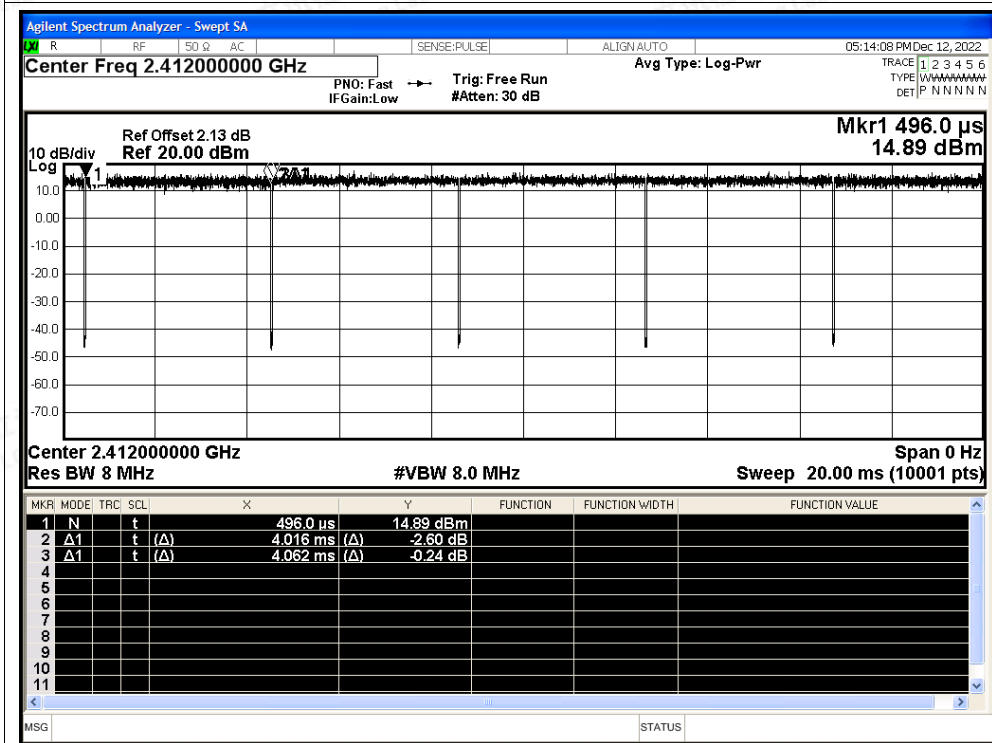 Agilent Spectrum Analyzer - Swept SA
LXI R RF 50 Ω AC SENSE:PULSE ALIGN AUTO 05:14:08 PM Dec 12, 2022
Center Freq 2.412000000 GHz
PNO: Fast
IFGain:Low
Trig: Free Run
#Atten: 30 dB
Avg Type: Log-Pwr
TRACE 1 2 3 4 5 6
TYPE
DET P N N N N N
Mkr1 496.0 µs
14.89 dBm
Ref Offset 2.13 dB
10 dB/div Ref 20.00 dBm
Log
1
3Δ1
10.0
0.00
-10.0
-20.0
-30.0
-40.0
-50.0
-60.0
-70.0
Center 2.412000000 GHz Span 0 Hz
Res BW 8 MHz #VBW 8.0 MHz Sweep 20.00 ms (10001 pts)
MKR MODE TRC SCL X Y FUNCTION FUNCTION WIDTH FUNCTION VALUE
1 N t 496.0 µs 14.89 dBm
2 Δ1 t (Δ) 4.016 ms (Δ) -2.60 dB
3 Δ1 t (Δ) 4.062 ms (Δ) -0.24 dB
4
5
6
7
8
9
10
11
MSG STATUS